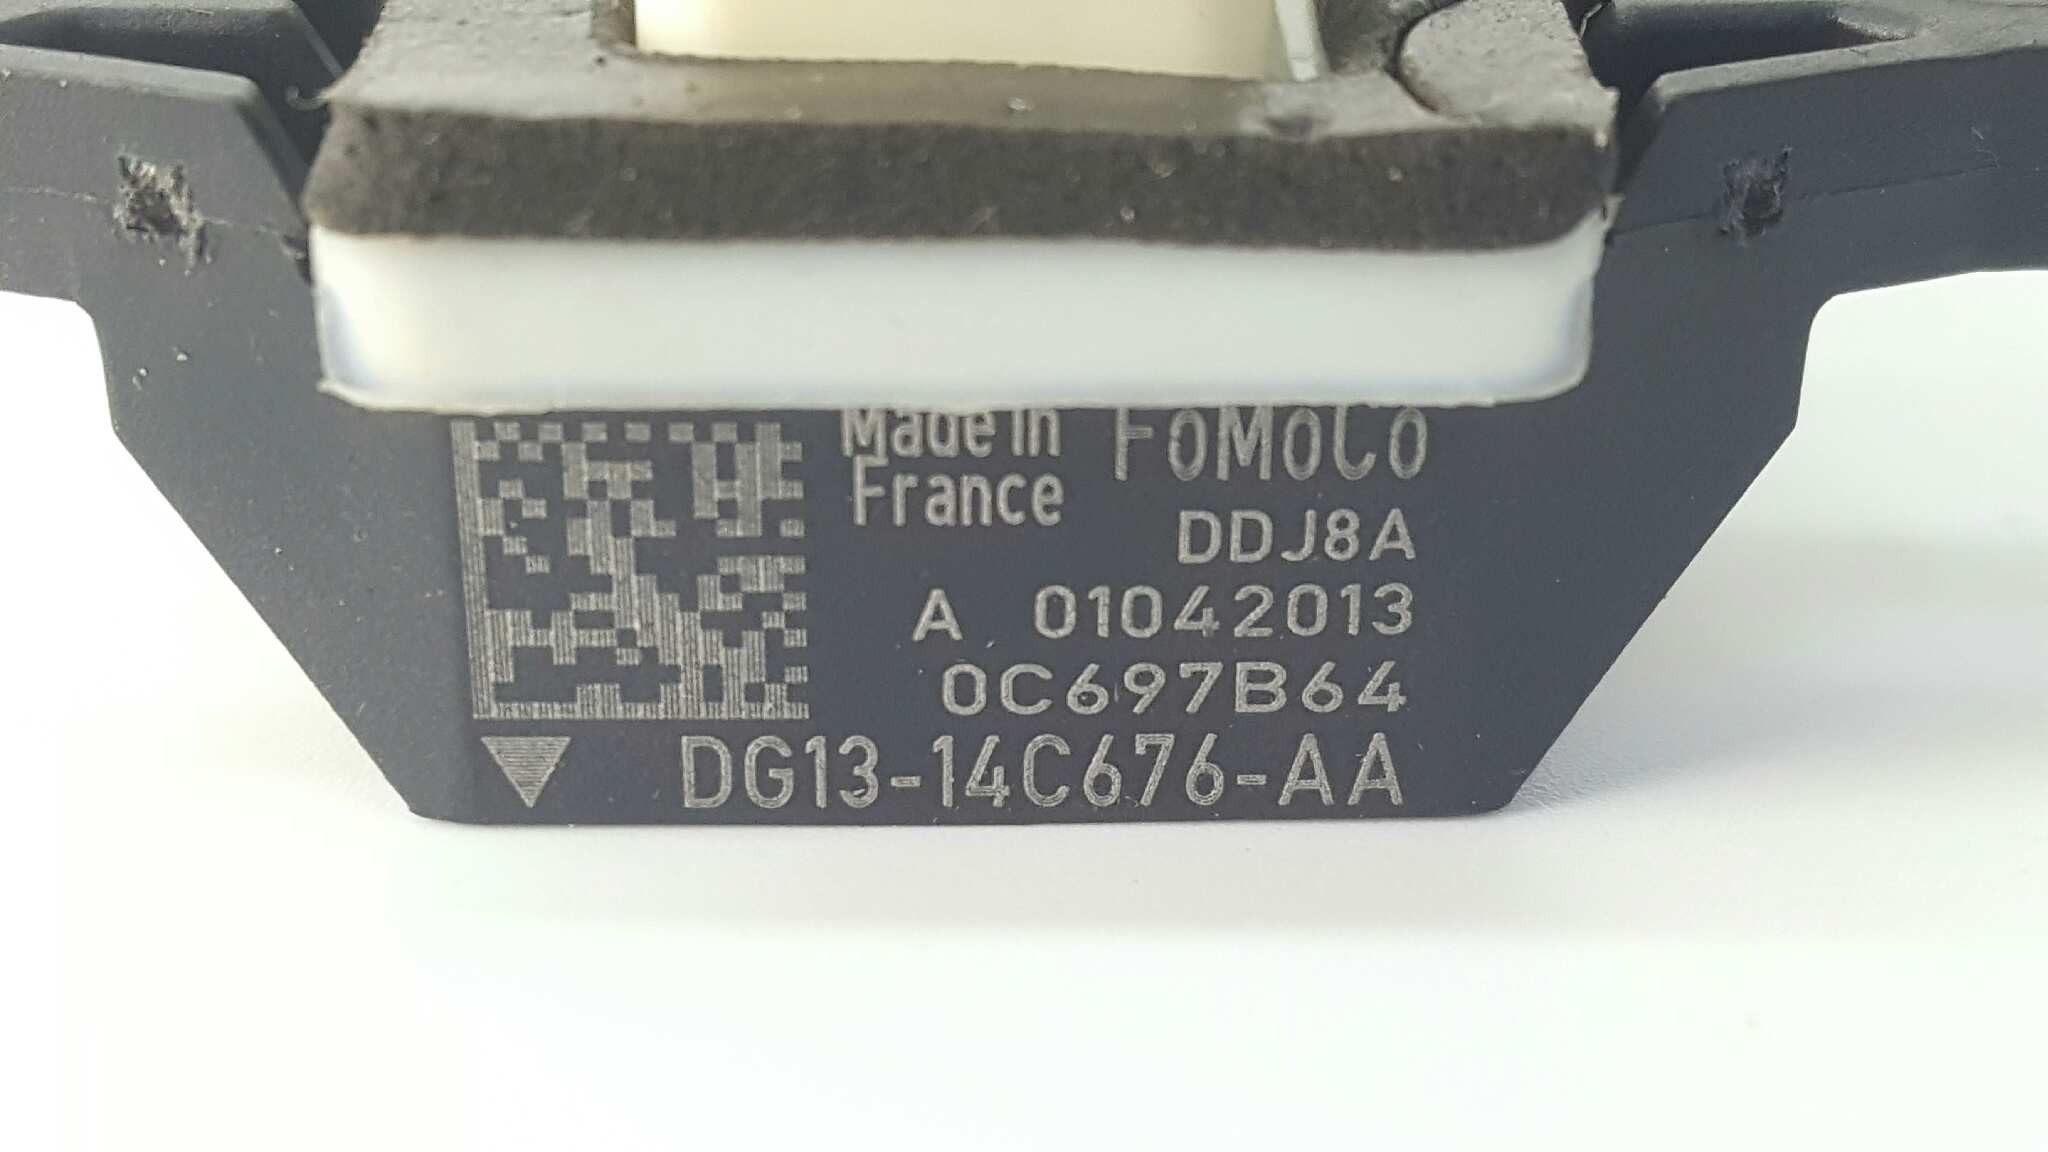 Made in FoMoCo
France
DDJ8A
A 01042013
0C697B64
DG13-14C676-AA